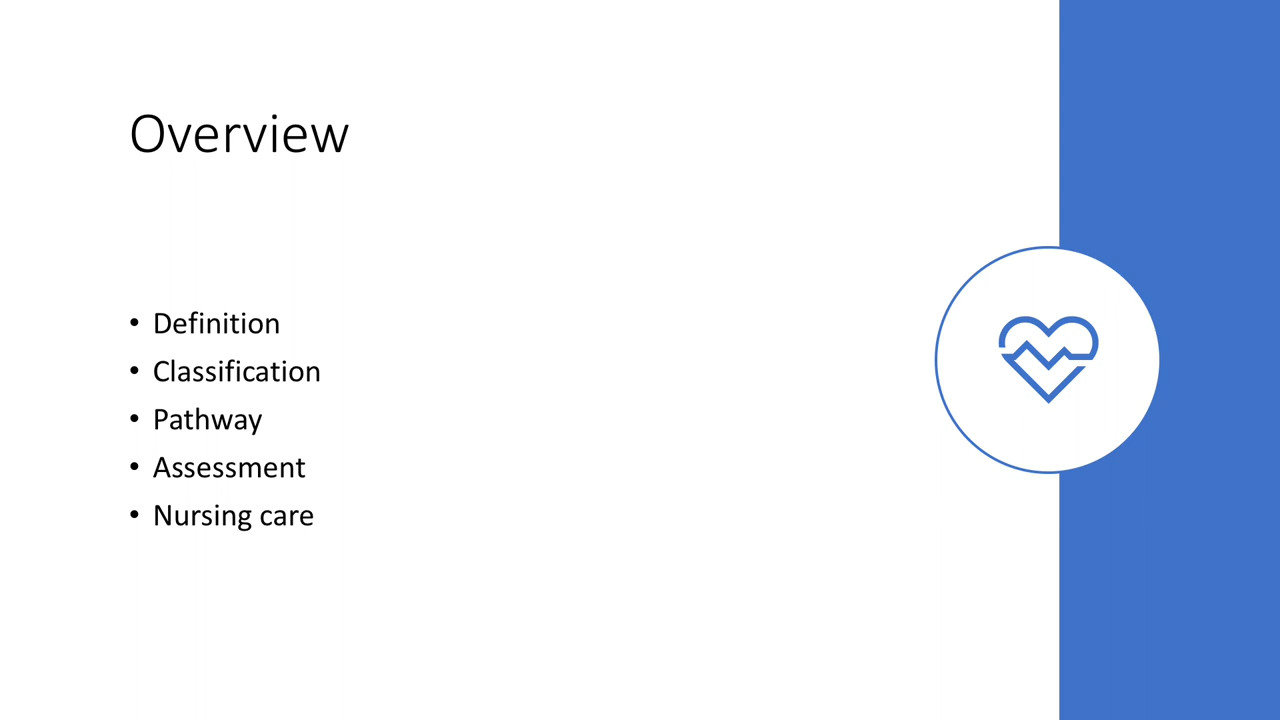 Overview
• Definition
• Classification
• Pathway
• Assessment
• Nursing care